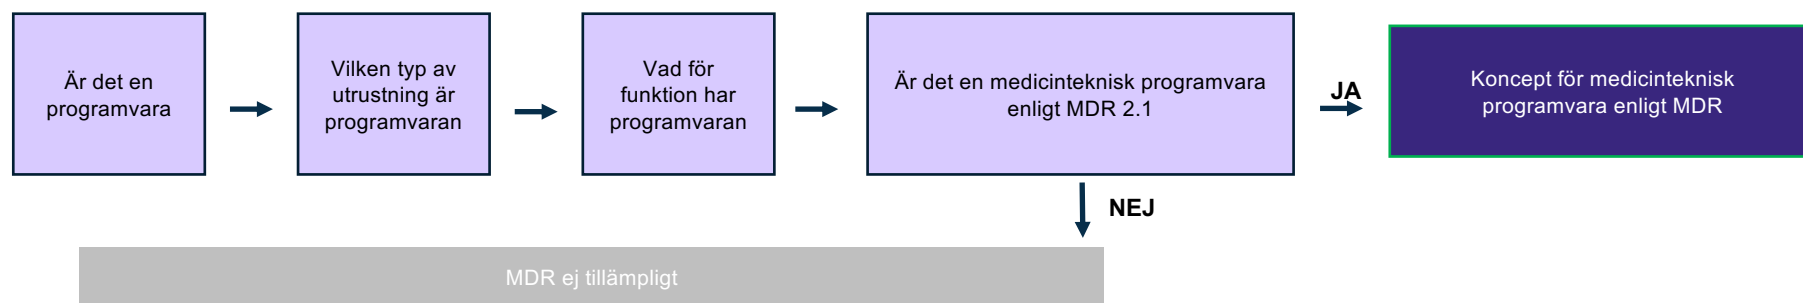 Är det en
programvara
Vilken typ av
utrustning är
programvaran
Vad för
funktion har
programvaran
Är det en medicinteknisk programvara
enligt MDR 2.1
JA
Koncept för medicinteknisk
programvara enligt MDR
NEJ
MDR ej tillämpligt